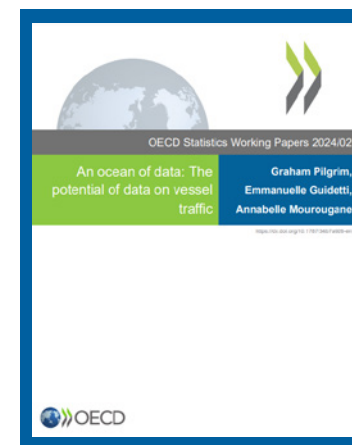 OECD Statistics Working Papers 2024/02
An ocean of data: The
potential of data on vessel
traffic
Graham Pilgrim,
Emmanuelle Guidetti,
Annabelle Mourougane
OECD